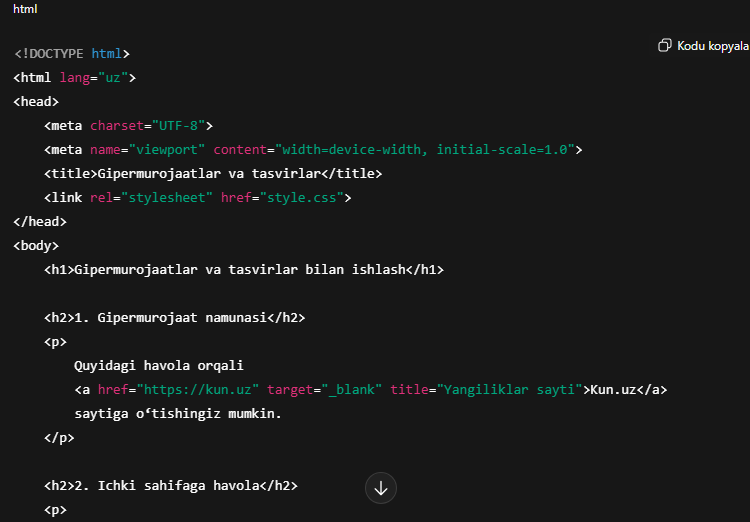 html
Kodu kopyala
<!DOCTYPE html>
<html lang="uz">
<head>
    <meta charset="UTF-8">
    <meta name="viewport" content="width=device-width, initial-scale=1.0">
    <title>Gipermurojaatlar va tasvirlar</title>
    <link rel="stylesheet" href="style.css">
</head>
<body>
    <h1>Gipermurojaatlar va tasvirlar bilan ishlash</h1>

    <h2>1. Gipermurojaat namunasi</h2>
    <p>
        Quyidagi havola orqali
        <a href="https://kun.uz" target="_blank" title="Yangiliklar sayti">Kun.uz</a>
        saytiga o‘tishingiz mumkin.
    </p>

    <h2>2. Ichki sahifaga havola</h2>
    <p>